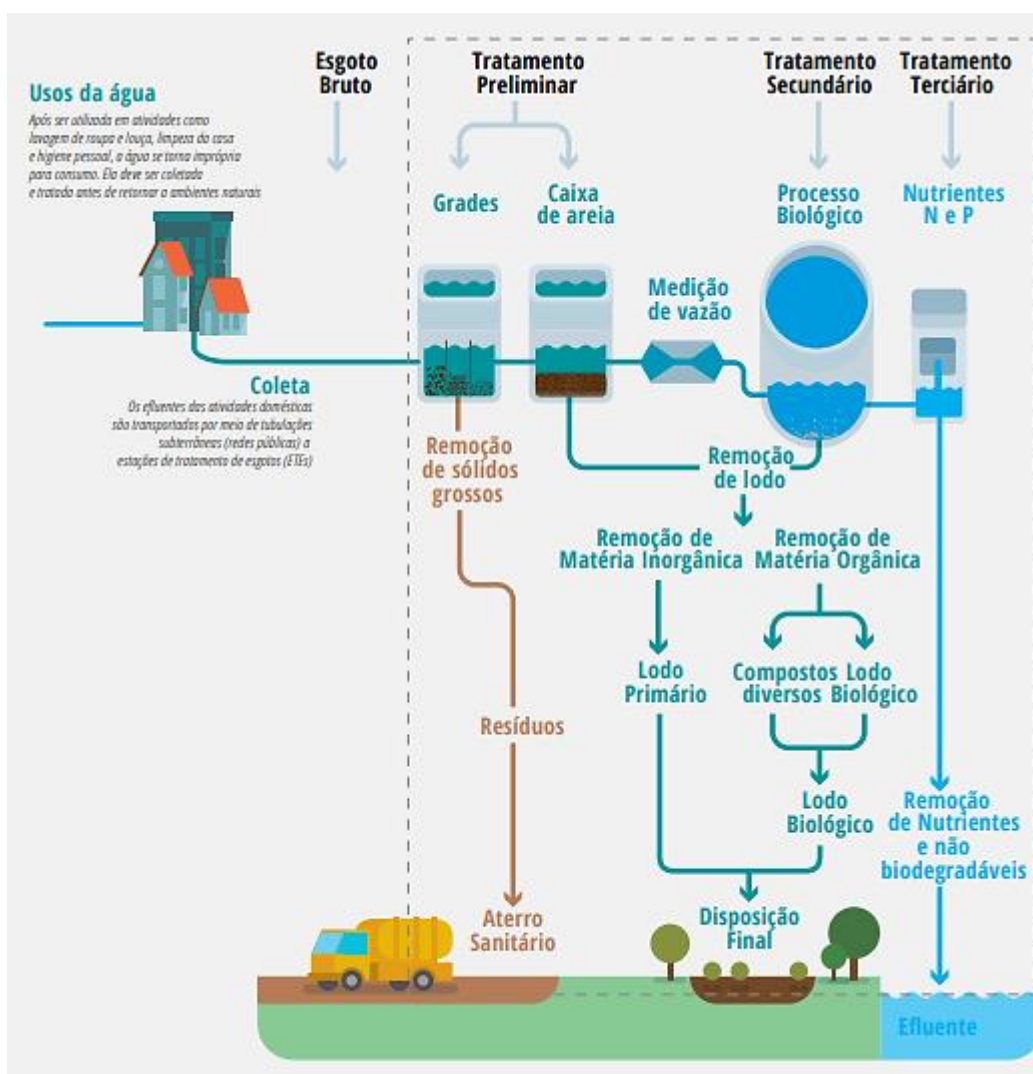 Esgoto
Bruto
Tratamento
Preliminar
Tratamento
Secundário
Tratamento
Terciário
Usos da água
Após ser utilizada em atividades como
lavagem de roupa e louça, limpeza da casa
e higiene pessoal, a água se torna imprópria
para consumo. Ela deve ser coletada
e tratada antes de retornar a ambientes naturais
Grades
Caixa
de areia
Processo
Biológico
Nutrientes
N e P
Medição
de vazão
Coleta
Os efluentes das atividades domésticas
são transportados por meio de tubulações
subterrâneas (redes públicas) a
estações de tratamento de esgotos (ETEs)
Remoção
de sólidos
grossos
Remoção
de lodo
Remoção de
Matéria Inorgânica
Remoção de
Matéria Orgânica
Lodo
Primário
Compostos
diversos
Lodo
Biológico
Resíduos
Lodo
Biológico
Remoção
de Nutrientes
e não
biodegradáveis
Aterro
Sanitário
Disposição
Final
Efluente